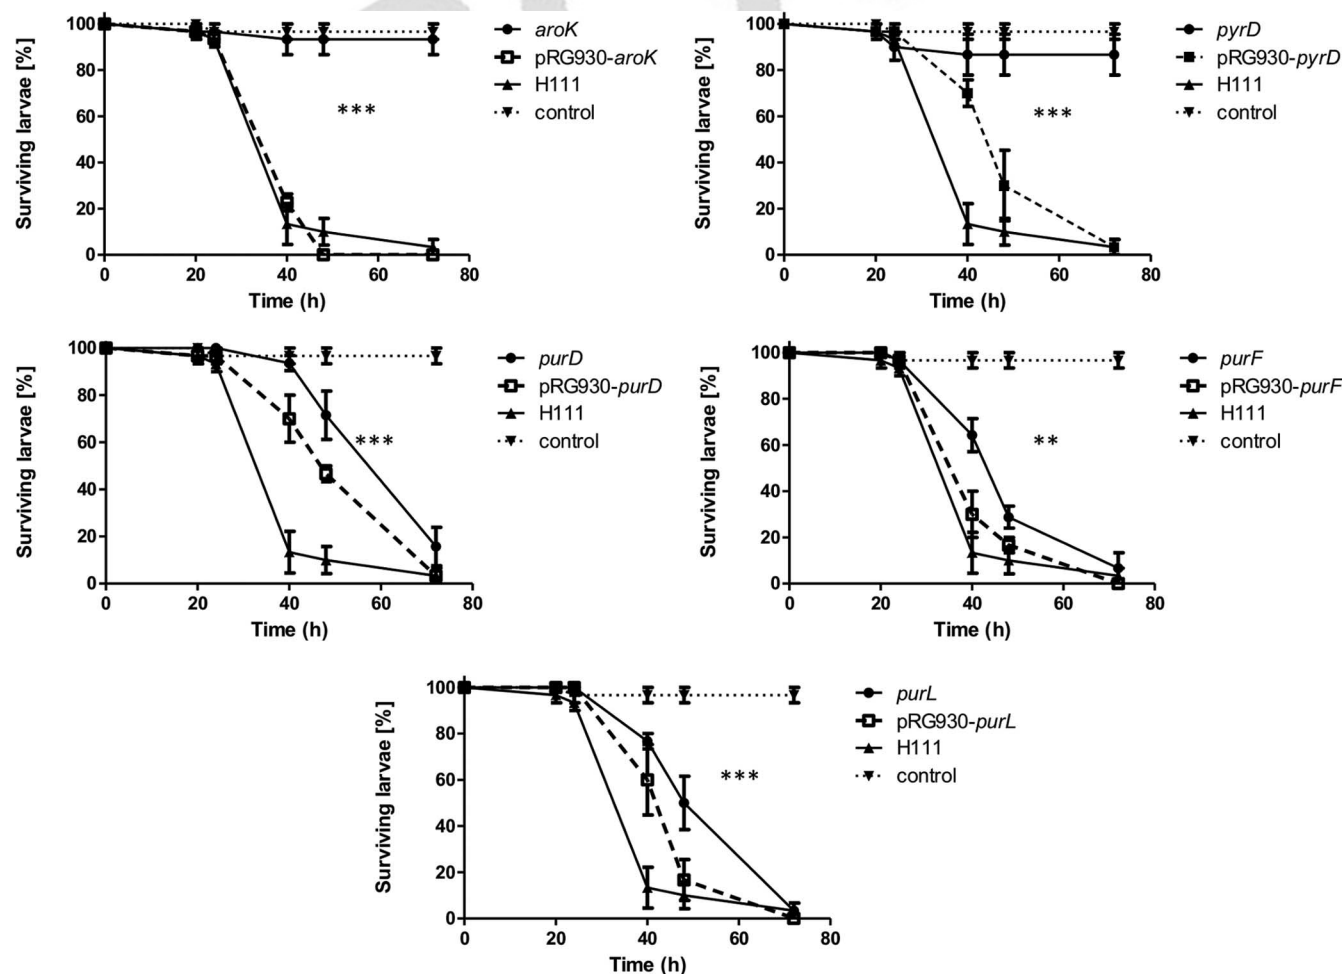 Surviving larvae [%]
100
80
60
40
20
0
0 20 40 60 80
Time (h)
***
aroK
pRG930-aroK
H111
control
Surviving larvae [%]
100
80
60
40
20
0
0 20 40 60 80
Time (h)
***
pyrD
pRG930-pyrD
H111
control
Surviving larvae [%]
100
80
60
40
20
0
0 20 40 60 80
Time (h)
***
purD
pRG930-purD
H111
control
Surviving larvae [%]
100
80
60
40
20
0
0 20 40 60 80
Time (h)
**
purF
pRG930-purF
H111
control
Surviving larvae [%]
100
80
60
40
20
0
0 20 40 60 80
Time (h)
***
purL
pRG930-purL
H111
control